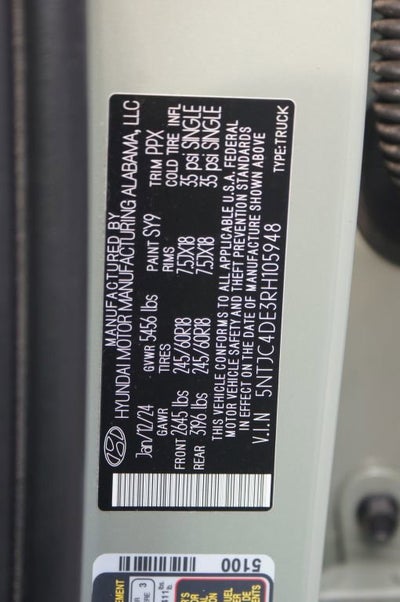 MANUFACTURED BY
HYUNDAI MOTOR MANUFACTURING ALABAMA, LLC
Jan/12/24 GVWR 5456 lbs PAINT SY9 TRIM PPX
GAWR TIRES RIMS COLD TIRE INFL
FRONT 2645 lbs 245/60R18 7.5JX18 35 psi SINGLE
REAR 3196 lbs 245/60R18 7.5JX18 35 psi SINGLE
THIS VEHICLE CONFORMS TO ALL APPLICABLE U.S.A. FEDERAL
MOTOR VEHICLE SAFETY AND THEFT PREVENTION STANDARDS
IN EFFECT ON THE DATE OF MANUFACTURE SHOWN ABOVE
V.I.N 5NTJC4DE3RH105948 TYPE:TRUCK
5100
3